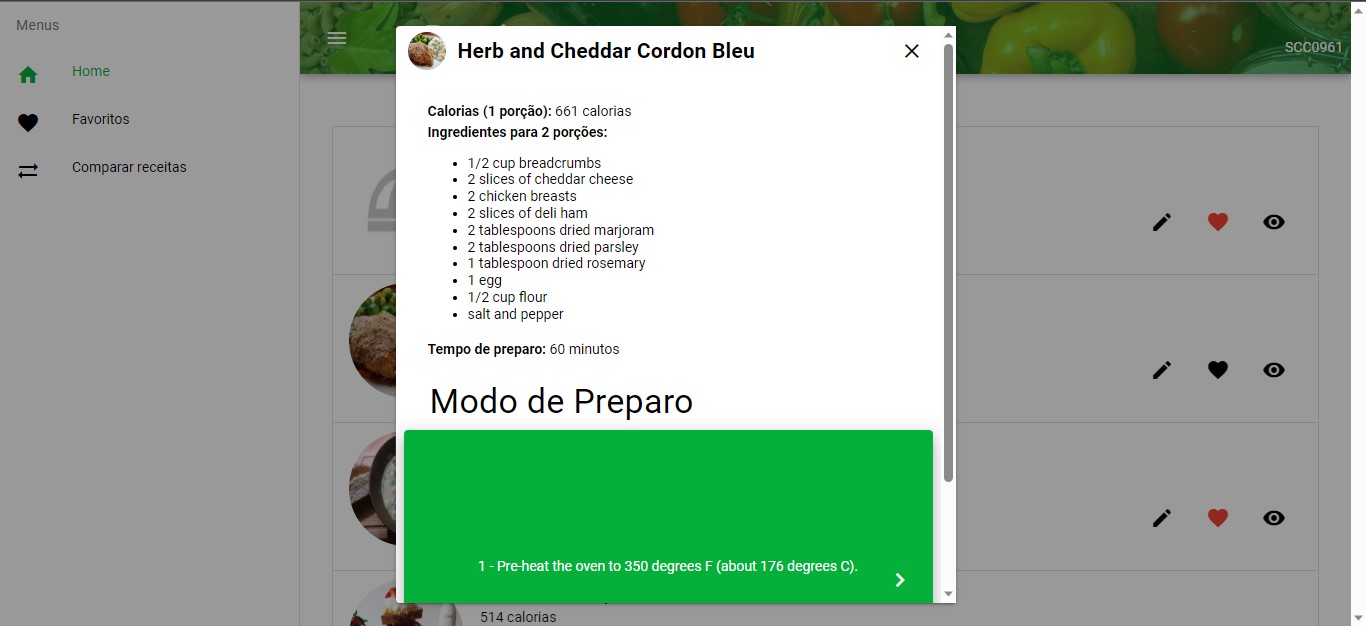 Menus
Home
Favoritos
Comparar receitas
SCC0961
Herb and Cheddar Cordon Bleu
Calorias (1 porção): 661 calorias
Ingredientes para 2 porções:
1/2 cup breadcrumbs
2 slices of cheddar cheese
2 chicken breasts
2 slices of deli ham
2 tablespoons dried marjoram
2 tablespoons dried parsley
1 tablespoon dried rosemary
1 egg
1/2 cup flour
salt and pepper
Tempo de preparo: 60 minutos
Modo de Preparo
1 - Pre-heat the oven to 350 degrees F (about 176 degrees C).
514 calorias